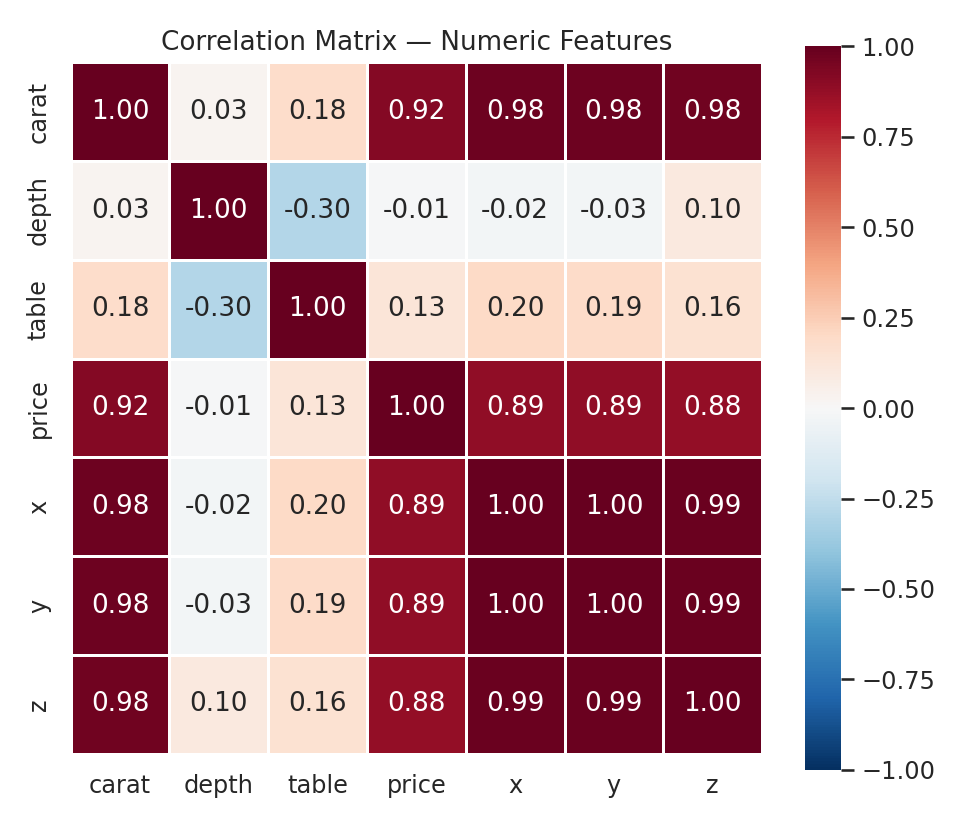 Correlation Matrix — Numeric Features
carat 1.00 0.03 0.18 0.92 0.98 0.98 0.98
depth 0.03 1.00 -0.30 -0.01 -0.02 -0.03 0.10
table 0.18 -0.30 1.00 0.13 0.20 0.19 0.16
price 0.92 -0.01 0.13 1.00 0.89 0.89 0.88
x 0.98 -0.02 0.20 0.89 1.00 1.00 0.99
y 0.98 -0.03 0.19 0.89 1.00 1.00 0.99
z 0.98 0.10 0.16 0.88 0.99 0.99 1.00
carat depth table price x y z
1.00
0.75
0.50
0.25
0.00
−0.25
−0.50
−0.75
−1.00